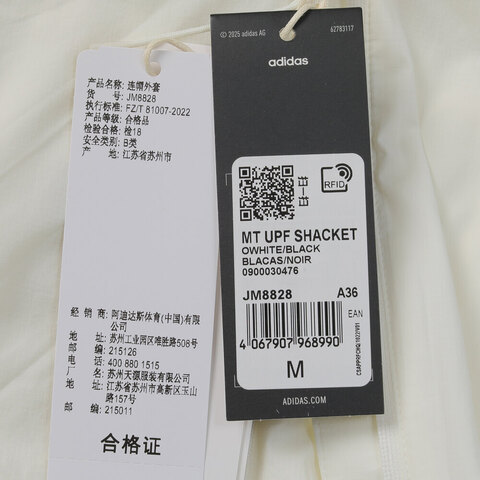 产品名称: 连帽外套
货 号: JM8828
执行标准: FZ/T 81007-2022
产品等级: 合格品
检验合格: 检18
安全类别: B类
产 地: 江苏省苏州市
经 销 商: 阿迪达斯体育(中国)有限
公司
地 址: 苏州工业园区唯胜路508号
邮 编: 215126
电 话: 400 880 1515
名 称: 苏州天源服装有限公司
地 址: 江苏省苏州市高新区玉山
路157号
邮 编: 215011
合格证
© 2025 adidas AG
62783117
adidas
RFID
MT UPF SHACKET
OWHITE/BLACK
BLACAS/NOIR
0900030476
JM8828 A36
EAN
4 067907 968990
M
ADIDAS.COM